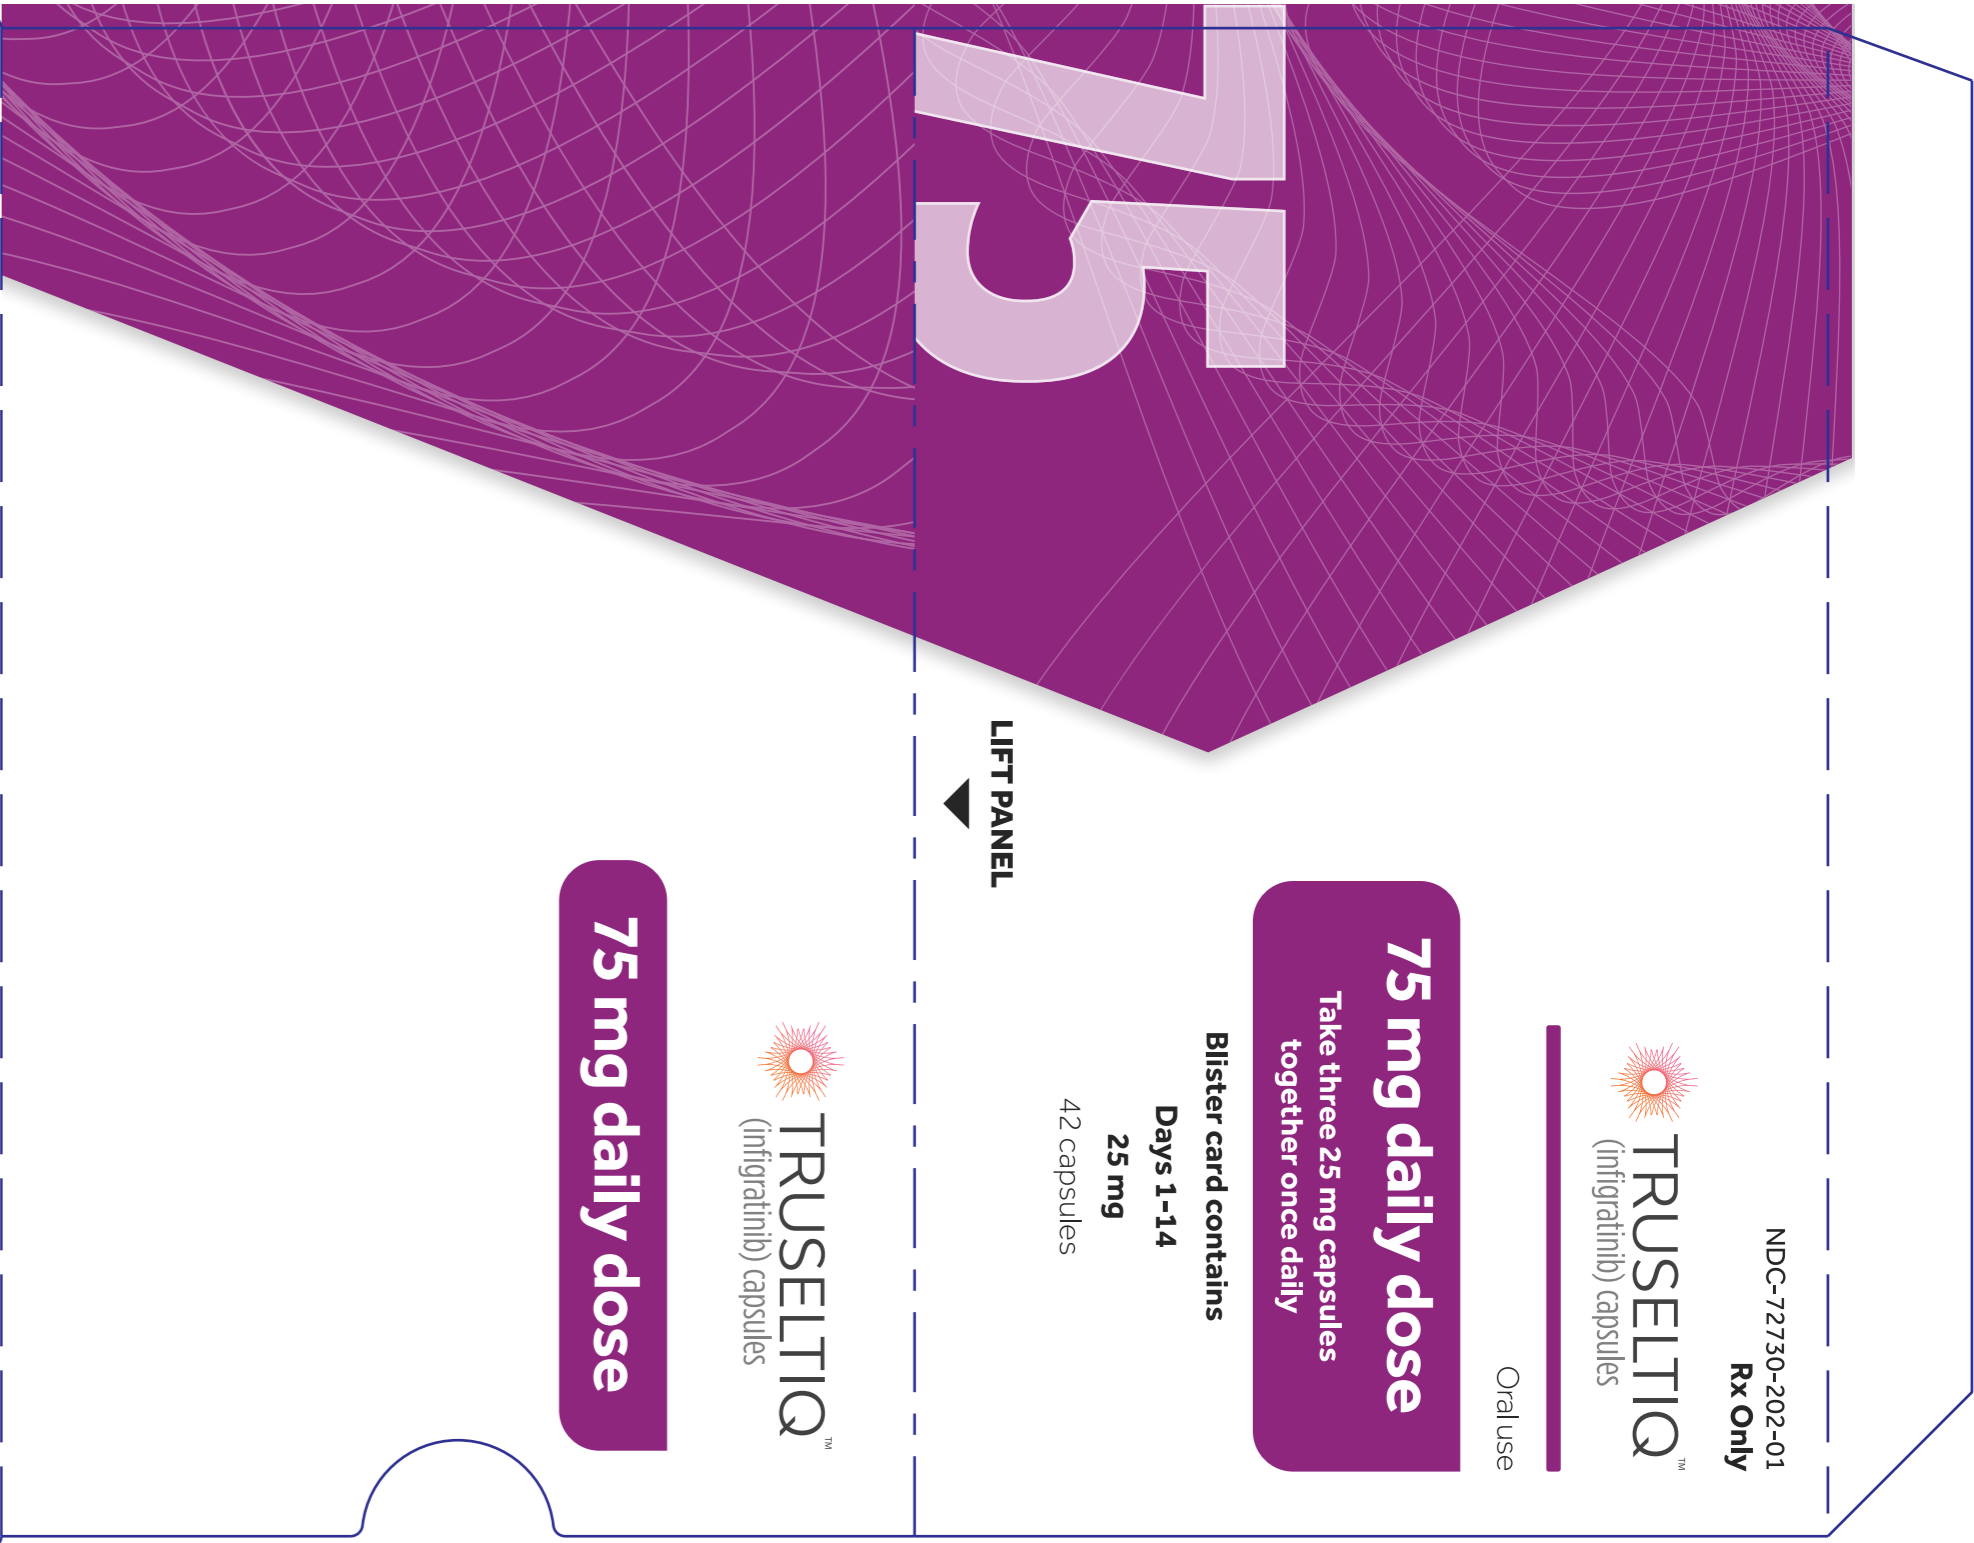 NDC-72730-202-01
Rx Only
TRUSELTIQ™
(infigratinib) capsules
Oral use
75 mg daily dose
Take three 25 mg capsules
together once daily
Blister card contains
Days 1-14
25 mg
42 capsules
75
LIFT PANEL
TRUSELTIQ™
(infigratinib) capsules
75 mg daily dose